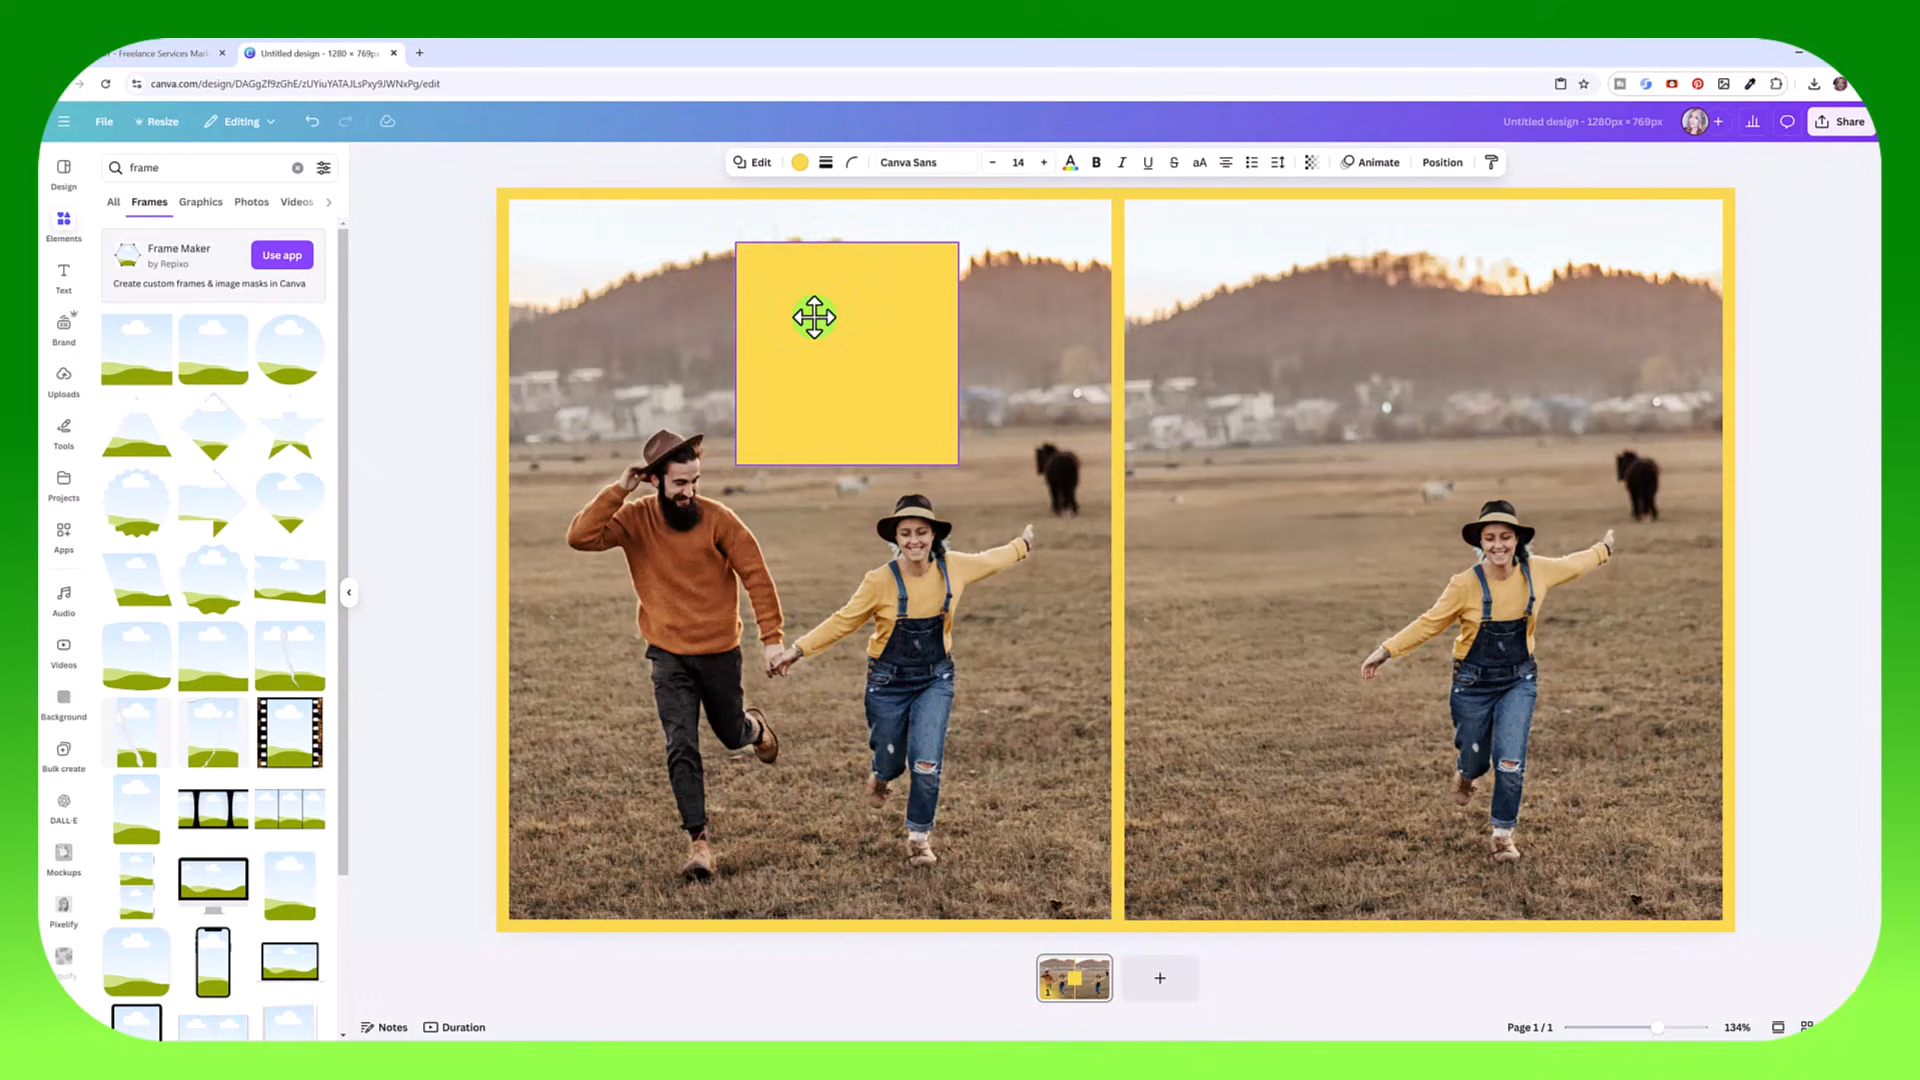 - Freelance Services Mar
Untitled design - 1280 × 769px
canva.com/design/DAGgZf9zGhE/zUYiuYATAJLsPxy9JWNxPg/edit
File
Resize
Editing
Untitled design - 1280px × 769px
Share
Design
Elements
Text
Brand
Uploads
Tools
Projects
Apps
Audio
Videos
Background
Bulk create
DALL·E
Mockups
Pixelify
frame
All
Frames
Graphics
Photos
Videos
Frame Maker
by Repixo
Use app
Create custom frames & image masks in Canva
Edit
Canva Sans
– 14 +
A
B
I
U
S
aA
Animate
Position
1
Notes
Duration
Page 1 / 1
134%